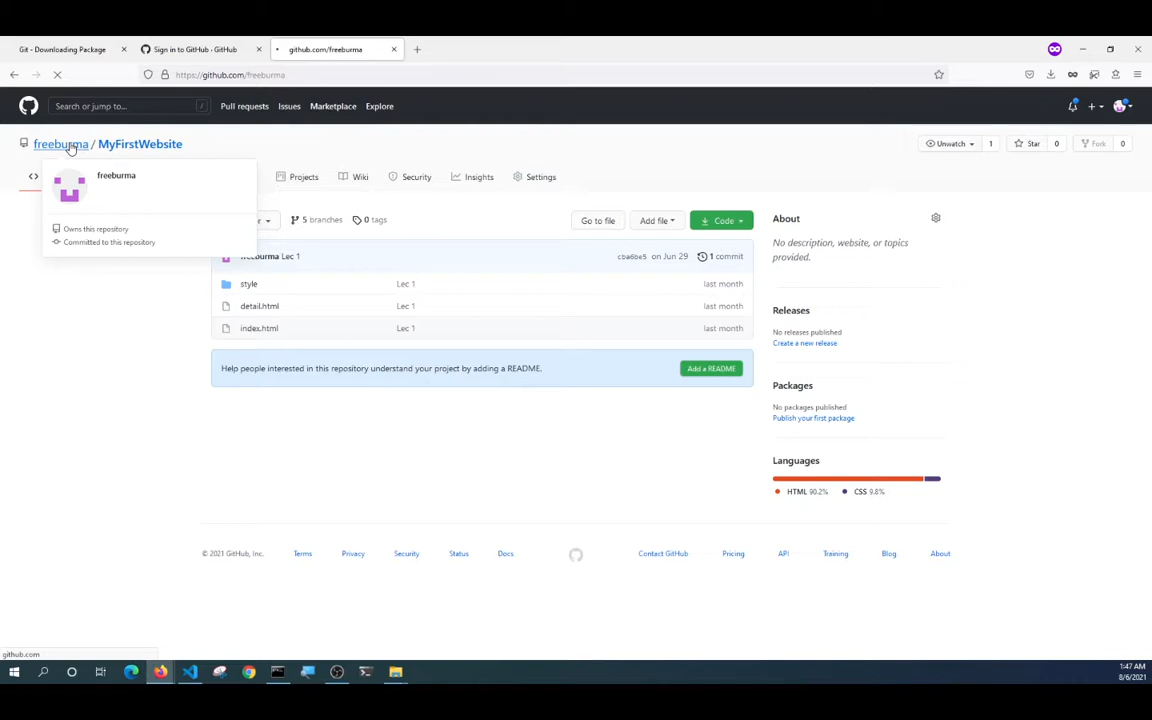 Git - Downloading Package
Sign in to GitHub · GitHub
github.com/freeburma
https://github.com/freeburma
Search or jump to...
/
Pull requests
Issues
Marketplace
Explore
freeburma / MyFirstWebsite
Unwatch 1
Star 0
Fork 0
freeburma
Owns this repository
Committed to this repository
Projects
Wiki
Security
Insights
Settings
5 branches
0 tags
Go to file
Add file
Code
Lec 1
cba6be5 on Jun 29
1 commit
style
Lec 1
last month
detail.html
Lec 1
last month
index.html
Lec 1
last month
Help people interested in this repository understand your project by adding a README.
Add a README
About
No description, website, or topics
provided.
Releases
No releases published
Create a new release
Packages
No packages published
Publish your first package
Languages
HTML 90.2%
CSS 9.8%
© 2021 GitHub, Inc.
Terms
Privacy
Security
Status
Docs
Contact GitHub
Pricing
API
Training
Blog
About
github.com
1:47 AM
8/6/2021